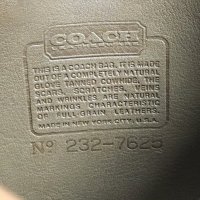 COACH
THIS IS A COACH BAG. IT IS MADE
OUT OF A COMPLETELY NATURAL
GLOVE TANNED COWHIDE. THE
SCARS, SCRATCHES, VEINS
AND WRINKLES ARE NATURAL
MARKINGS CHARACTERISTIC
OF FULL GRAIN LEATHERS.
MADE IN NEW YORK CITY, U.S.A.
Nº 232-7625